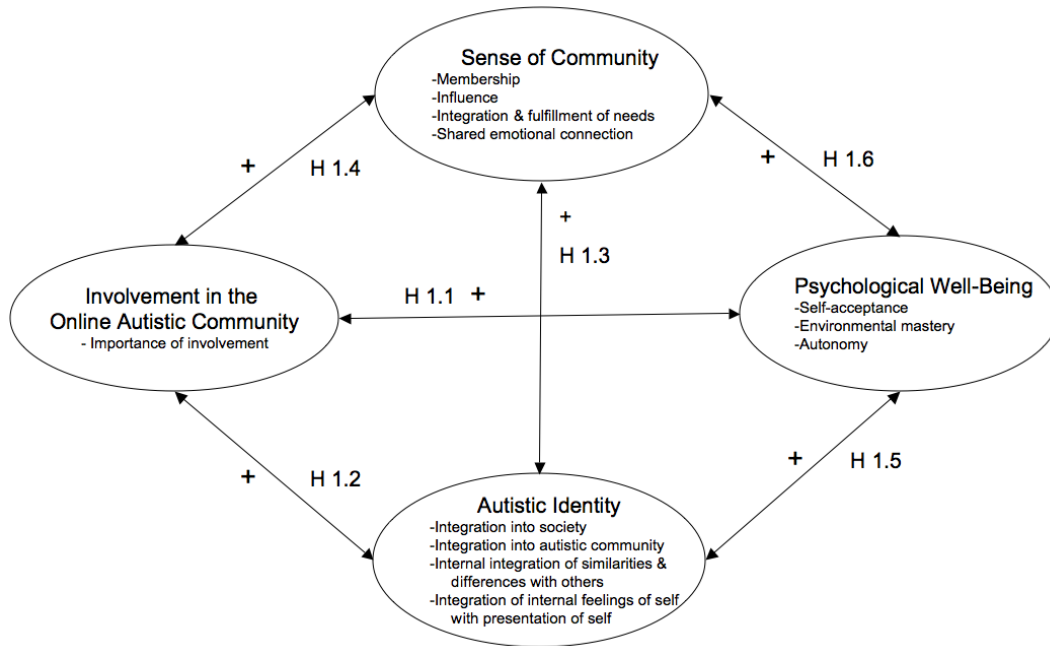 Sense of Community
-Membership
-Influence
-Integration & fulfillment of needs
-Shared emotional connection
+
H 1.4
+
H 1.6
+
H 1.3
Involvement in the
Online Autistic Community
- Importance of involvement
H 1.1 +
Psychological Well-Being
-Self-acceptance
-Environmental mastery
-Autonomy
+
H 1.2
+
H 1.5
Autistic Identity
-Integration into society
-Integration into autistic community
-Internal integration of similarities &
differences with others
-Integration of internal feelings of self
with presentation of self